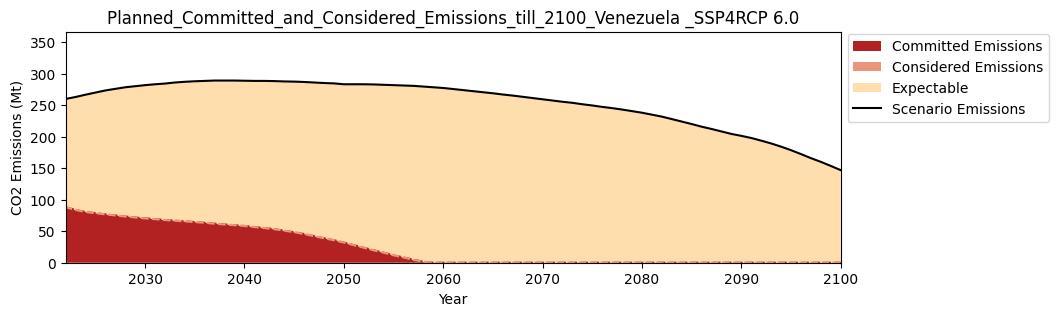 Planned_Committed_and_Considered_Emissions_till_2100_Venezuela _SSP4RCP 6.0
CO2 Emissions (Mt)
350
300
250
200
150
100
50
0
2030 2040 2050 2060 2070 2080 2090 2100
Year
Committed Emissions
Considered Emissions
Expectable
Scenario Emissions